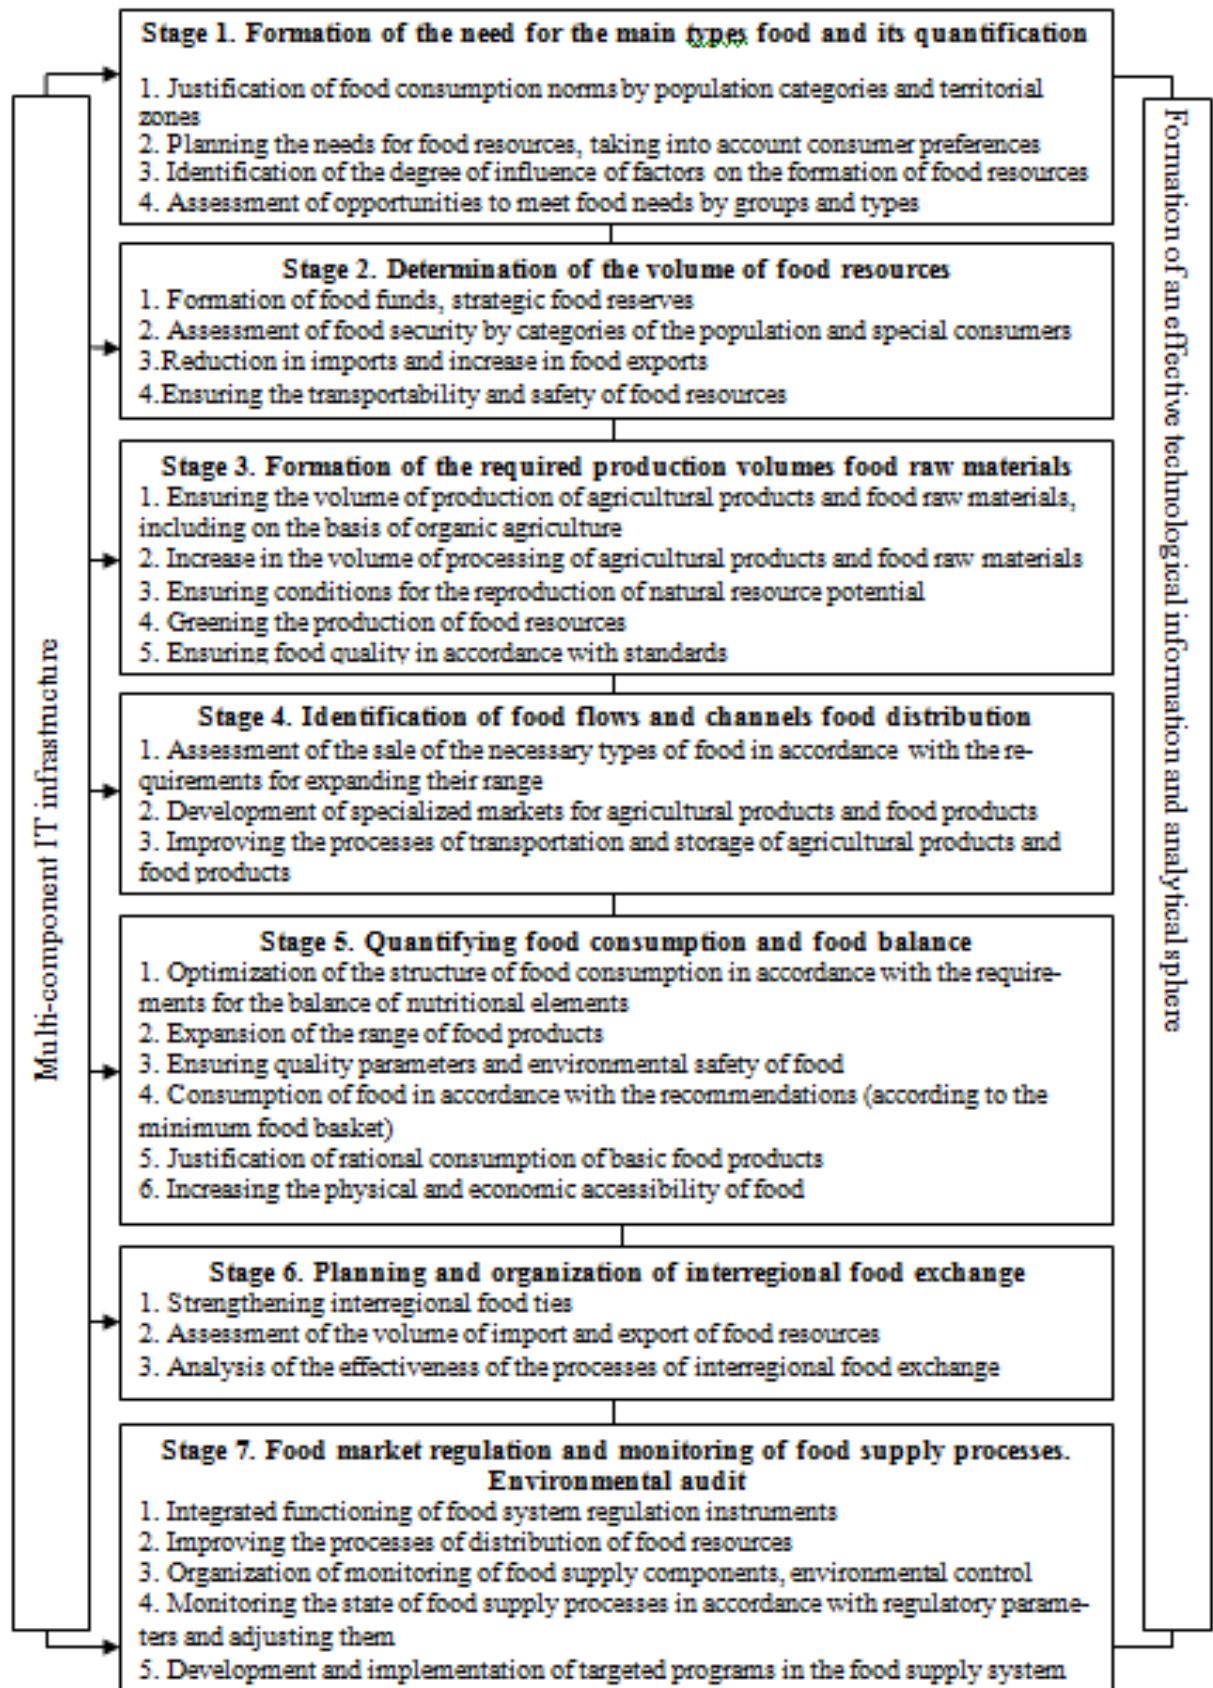 Stage 1. Formation of the need for the main types food and its quantification
1. Justification of food consumption norms by population categories and territorial
zones
2. Planning the needs for food resources, taking into account consumer preferences
3. Identification of the degree of influence of factors on the formation of food resources
4. Assessment of opportunities to meet food needs by groups and types
Stage 2. Determination of the volume of food resources
1. Formation of food funds, strategic food reserves
2. Assessment of food security by categories of the population and special consumers
3.Reduction in imports and increase in food exports
4.Ensuring the transportability and safety of food resources
Stage 3. Formation of the required production volumes food raw materials
1. Ensuring the volume of production of agricultural products and food raw materials,
including on the basis of organic agriculture
2. Increase in the volume of processing of agricultural products and food raw materials
3. Ensuring conditions for the reproduction of natural resource potential
4. Greening the production of food resources
5. Ensuring food quality in accordance with standards
Stage 4. Identification of food flows and channels food distribution
1. Assessment of the sale of the necessary types of food in accordance with the re-
quirements for expanding their range
2. Development of specialized markets for agricultural products and food products
3. Improving the processes of transportation and storage of agricultural products and
food products
Stage 5. Quantifying food consumption and food balance
1. Optimization of the structure of food consumption in accordance with the require-
ments for the balance of nutritional elements
2. Expansion of the range of food products
3. Ensuring quality parameters and environmental safety of food
4. Consumption of food in accordance with the recommendations (according to the
minimum food basket)
5. Justification of rational consumption of basic food products
6. Increasing the physical and economic accessibility of food
Stage 6. Planning and organization of interregional food exchange
1. Strengthening interregional food ties
2. Assessment of the volume of import and export of food resources
3. Analysis of the effectiveness of the processes of interregional food exchange
Stage 7. Food market regulation and monitoring of food supply processes.
Environmental audit
1. Integrated functioning of food system regulation instruments
2. Improving the processes of distribution of food resources
3. Organization of monitoring of food supply components, environmental control
4. Monitoring the state of food supply processes in accordance with regulatory parame-
ters and adjusting them
5. Development and implementation of targeted programs in the food supply system
Multi-component IT infrastructure
Formation of an effective technological information and analytical sphere